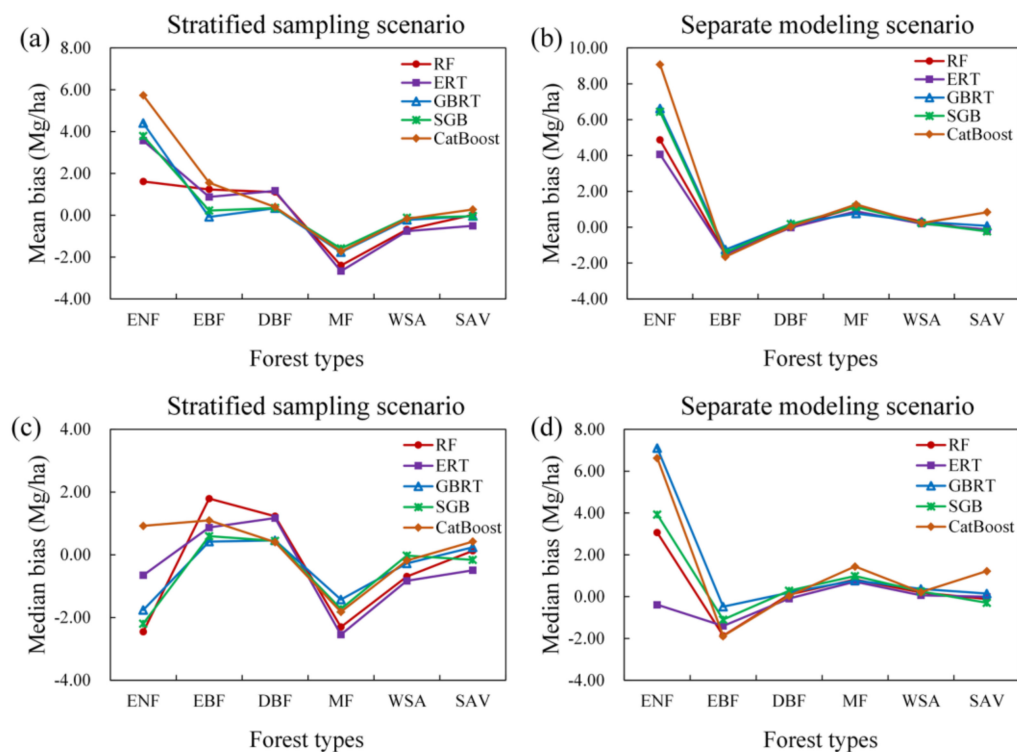 (a)
Stratified sampling scenario
8.00
6.00
4.00
2.00
0.00
-2.00
-4.00
Mean bias (Mg/ha)
RF
ERT
GBRT
SGB
CatBoost
ENF EBF DBF MF WSA SAV
Forest types
(b)
Separate modeling scenario
10.00
8.00
6.00
4.00
2.00
0.00
-2.00
-4.00
Mean bias (Mg/ha)
RF
ERT
GBRT
SGB
CatBoost
ENF EBF DBF MF WSA SAV
Forest types
(c)
Stratified sampling scenario
4.00
2.00
0.00
-2.00
-4.00
Median bias (Mg/ha)
RF
ERT
GBRT
SGB
CatBoost
ENF EBF DBF MF WSA SAV
Forest types
(d)
Separate modeling scenario
8.00
6.00
4.00
2.00
0.00
-2.00
-4.00
Median bias (Mg/ha)
RF
ERT
GBRT
SGB
CatBoost
ENF EBF DBF MF WSA SAV
Forest types